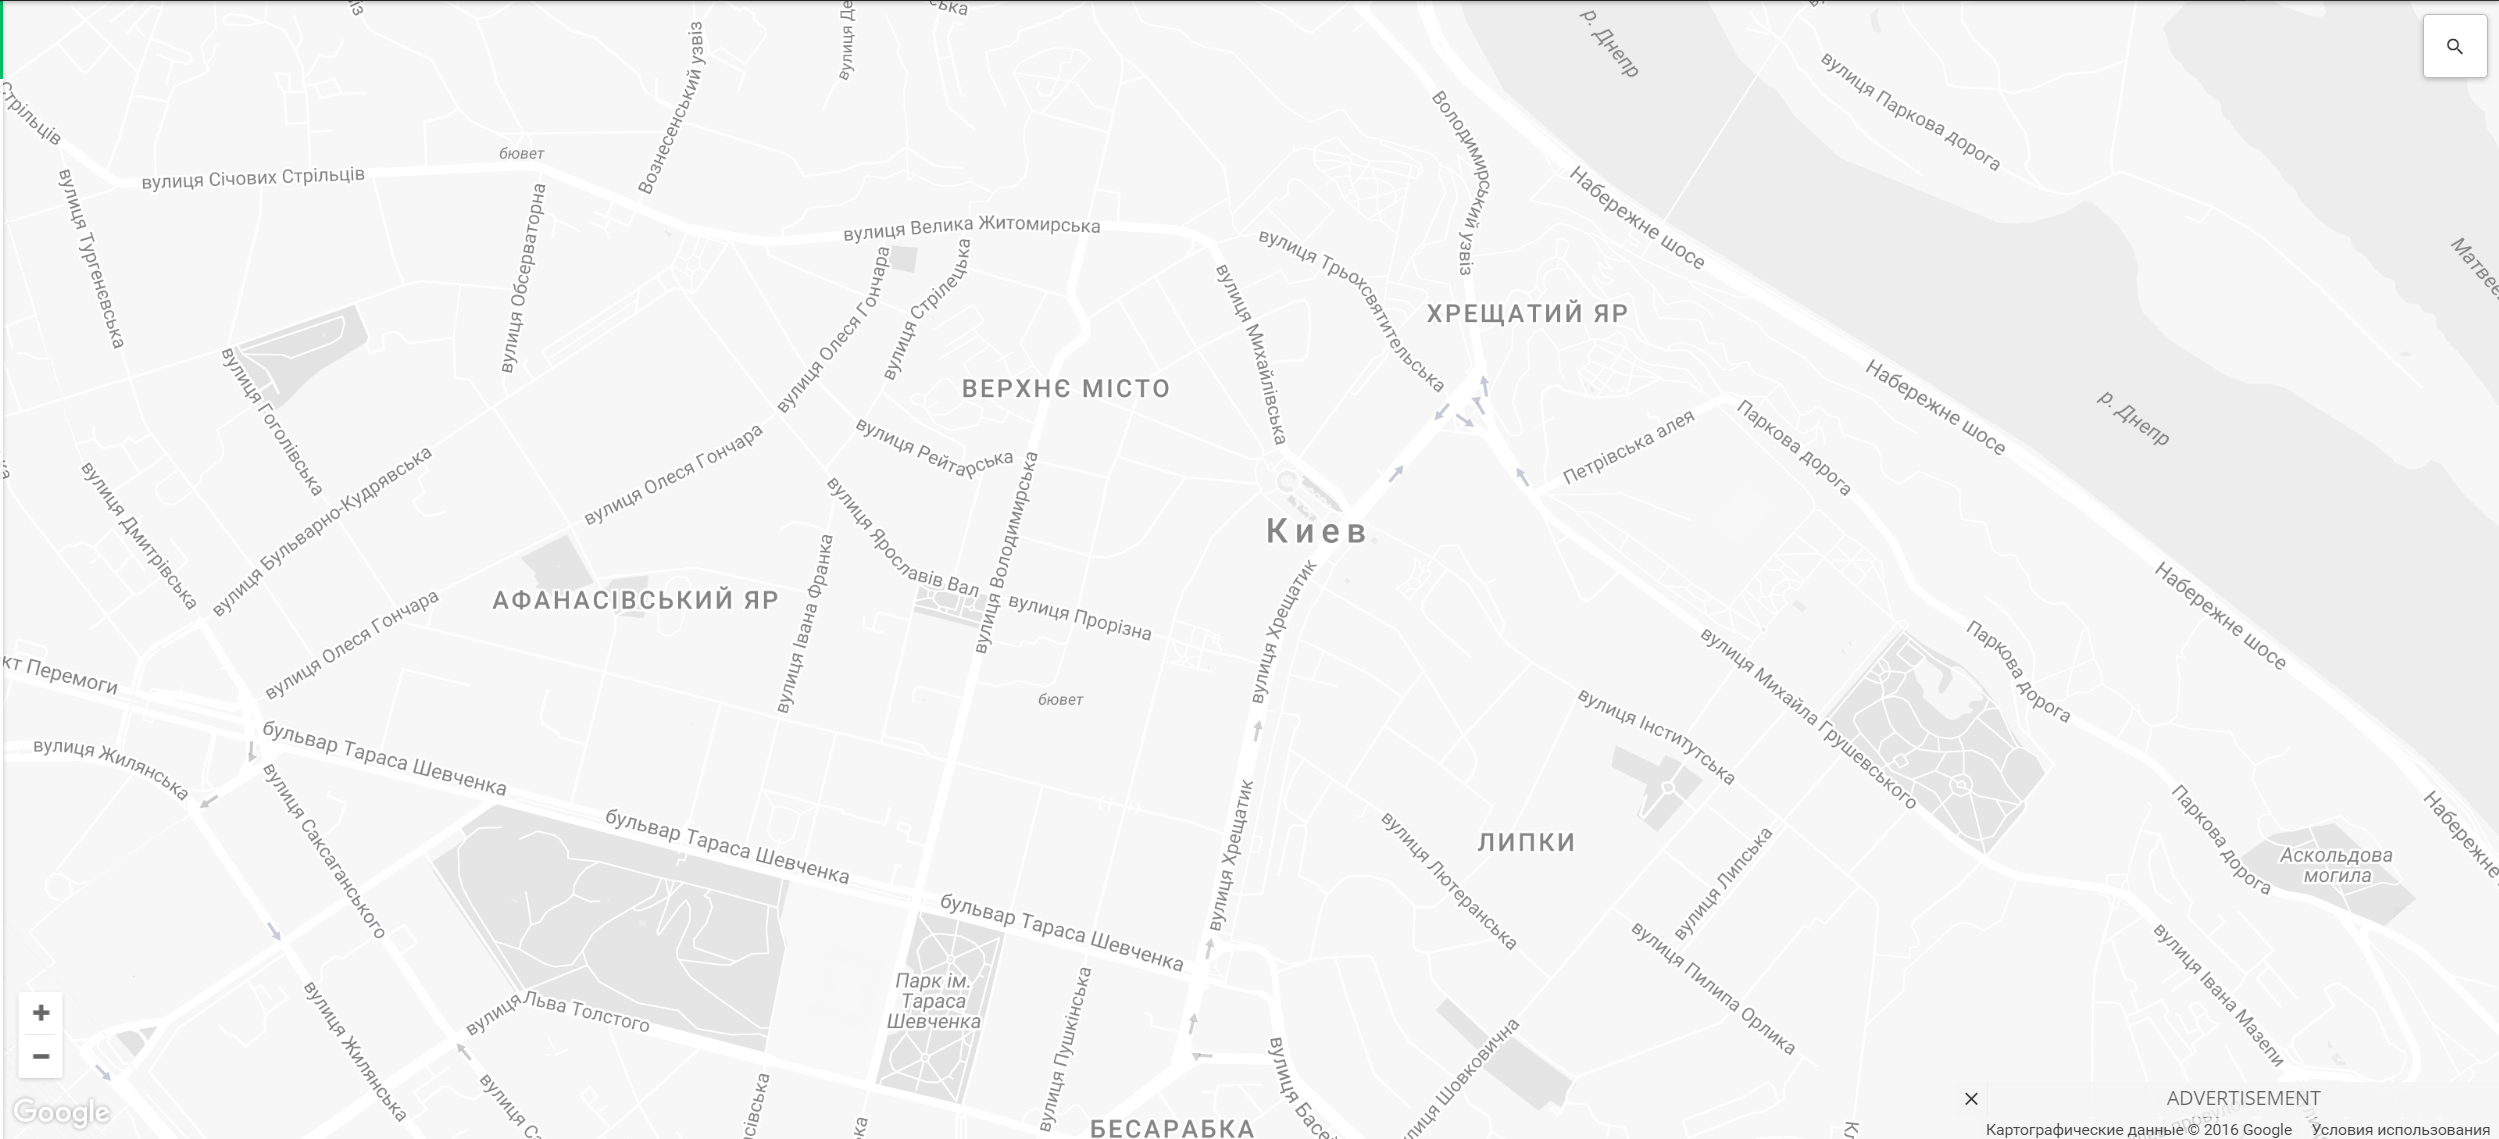 р. Днепр
вулиця Паркова дорога
Стрільців
Вознесенський узвіз
Володимирський узвіз
бювет
вулиця Січових Стрільців
Набережне шосе
вулиця Тургенєвська
вулиця Обсерваторна
вулиця Велика Житомирська
вулиця Трьохсвятительська
вулиця Олеся Гончара
вулиця Стрілецька
вулиця Михайлівська
ХРЕЩАТИЙ ЯР
вулиця Гоголівська
ВЕРХНЄ МІСТО
Набережне шосе
р. Днепр
Петрівська алея
Паркова дорога
вулиця Рейтарська
вулиця Олеся Гончара
вулиця Бульварно-Кудрявська
вулиця Дмитрівська
вулиця Ярославів Вал
вулиця Володимирська
Киев
вулиця Івана Франка
АФАНАСІВСЬКИЙ ЯР
вулиця Прорізна
вулиця Хрещатик
Набережне шосе
вулиця Олеся Гончара
Паркова дорога
вулиця Михайла Грушевського
Перемоги
бювет
вулиця Інститутська
бульвар Тараса Шевченка
вулиця Жилянська
вулиця Саксаганського
бульвар Тараса Шевченка
вулиця Хрещатик
вулиця Лютеранська
ЛИПКИ
вулиця Липська
Паркова дорога
Набережне
Аскольдова
могила
бульвар Тараса Шевченка
вулиця Пилипа Орлика
вулиця Івана Мазепи
Парк ім.
Тараса
Шевченка
вулиця Льва Толстого
вулиця Жилянська
вулиця Пушкінська
вулиця Шовковична
вулиця
БЕСАРАБКА
Google
ADVERTISEMENT
Картографические данные © 2016 Google Условия использования